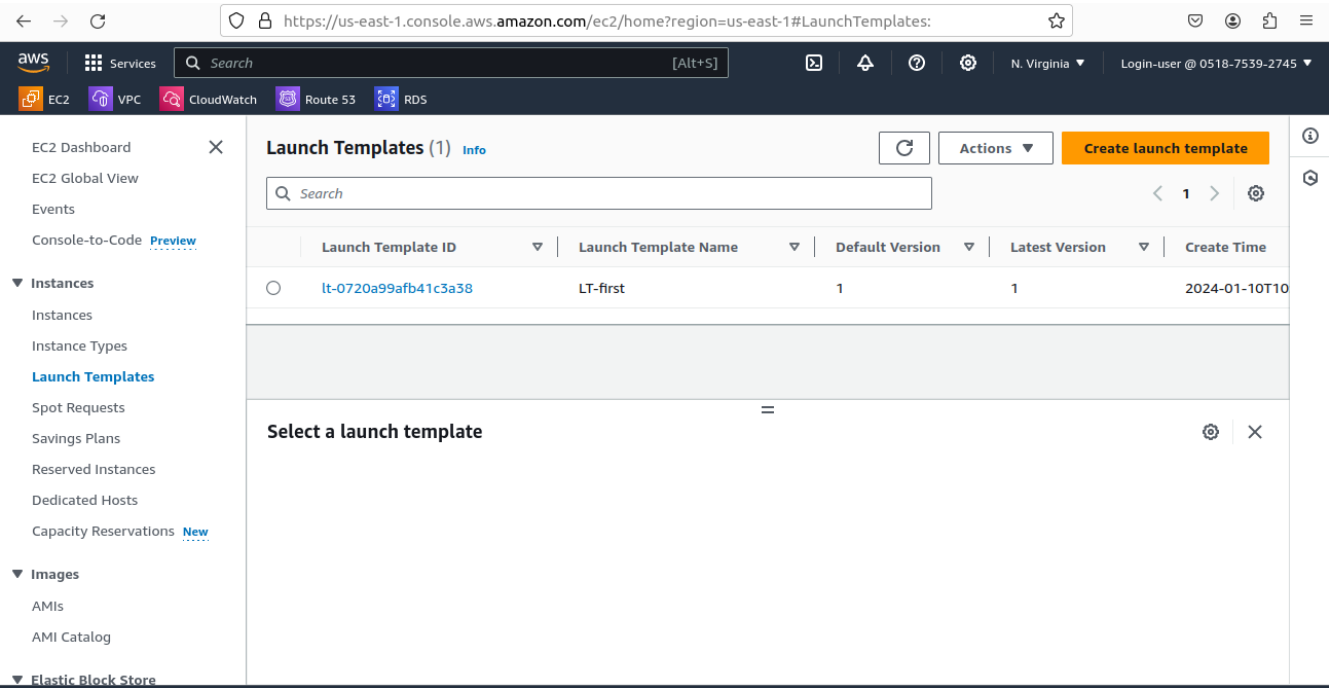 https://us-east-1.console.aws.amazon.com/ec2/home?region=us-east-1#LaunchTemplates:
aws Services Search [Alt+S] N. Virginia Login-user @ 0518-7539-2745
EC2 VPC CloudWatch Route 53 RDS
EC2 Dashboard
EC2 Global View
Events
Console-to-Code Preview
Instances
Instances
Instance Types
Launch Templates
Spot Requests
Savings Plans
Reserved Instances
Dedicated Hosts
Capacity Reservations New
Images
AMIs
AMI Catalog
Elastic Block Store
Launch Templates (1) Info Actions Create launch template
Search 1
Launch Template ID Launch Template Name Default Version Latest Version Create Time
lt-0720a99afb41c3a38 LT-first 1 1 2024-01-10T10
Select a launch template